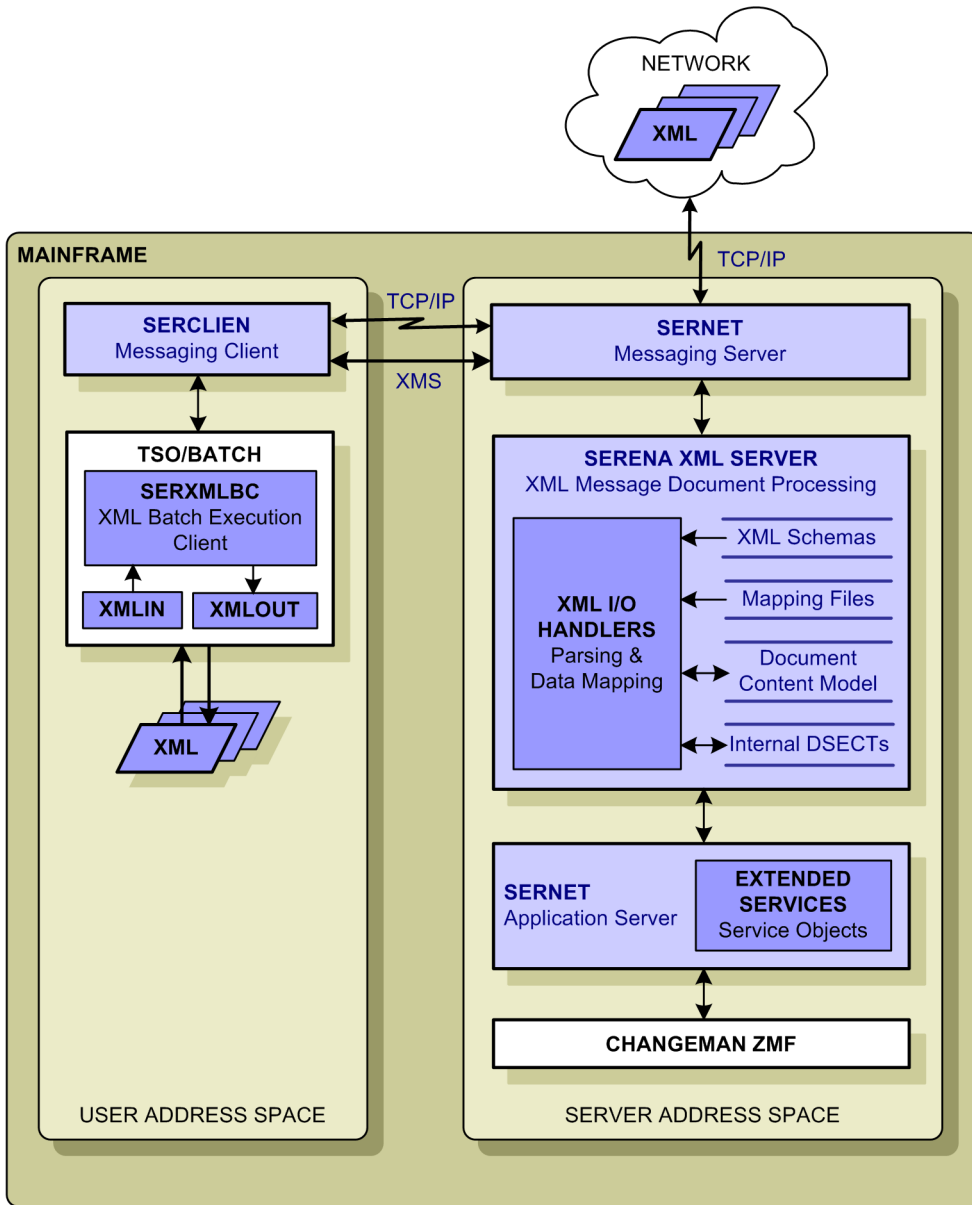 NETWORK
XML
MAINFRAME
TCP/IP
TCP/IP
SERCLIEN
Messaging Client
XMS
SERNET
Messaging Server
TSO/BATCH
SERXMLBC
XML Batch Execution
Client
XMLIN
XMLOUT
XML
USER ADDRESS SPACE
SERENA XML SERVER
XML Message Document Processing
XML I/O
HANDLERS
Parsing &
Data Mapping
XML Schemas
Mapping Files
Document
Content Model
Internal DSECTs
SERNET
Application Server
EXTENDED
SERVICES
Service Objects
CHANGEMAN ZMF
SERVER ADDRESS SPACE